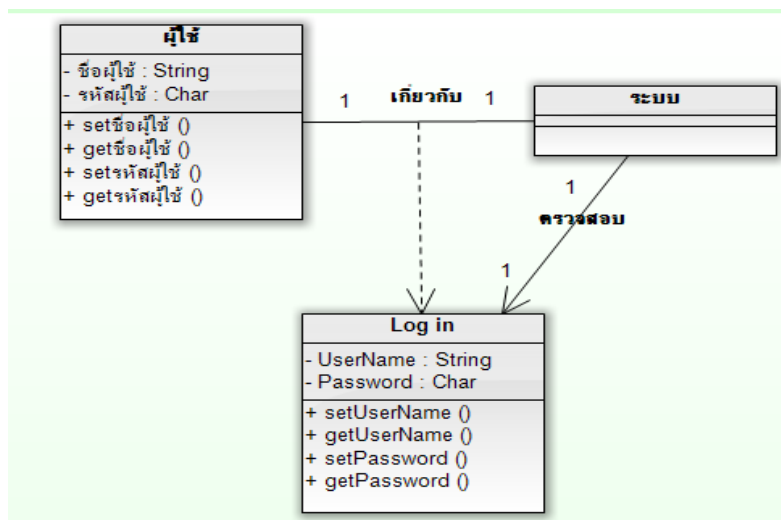 ผู้ใช้
- ชื่อผู้ใช้ : String
- รหัสผู้ใช้ : Char
+ setชื่อผู้ใช้ ()
+ getชื่อผู้ใช้ ()
+ setรหัสผู้ใช้ ()
+ getรหัสผู้ใช้ ()
1 เกี่ยวกับ 1
ระบบ
1
ตรวจสอบ
1
Log in
- UserName : String
- Password : Char
+ setUserName ()
+ getUserName ()
+ setPassword ()
+ getPassword ()